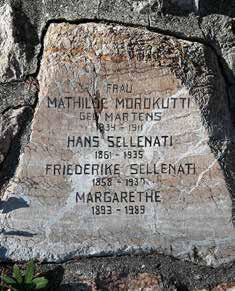 FRAU
MATHILDE MOROKUTTI
GEB MARTENS
1834 - 1911
HANS SELLENATI
1861 - 1935
FRIEDERIKE SELLENATI
1858 - 1937
MARGARETHE
1893 - 1989